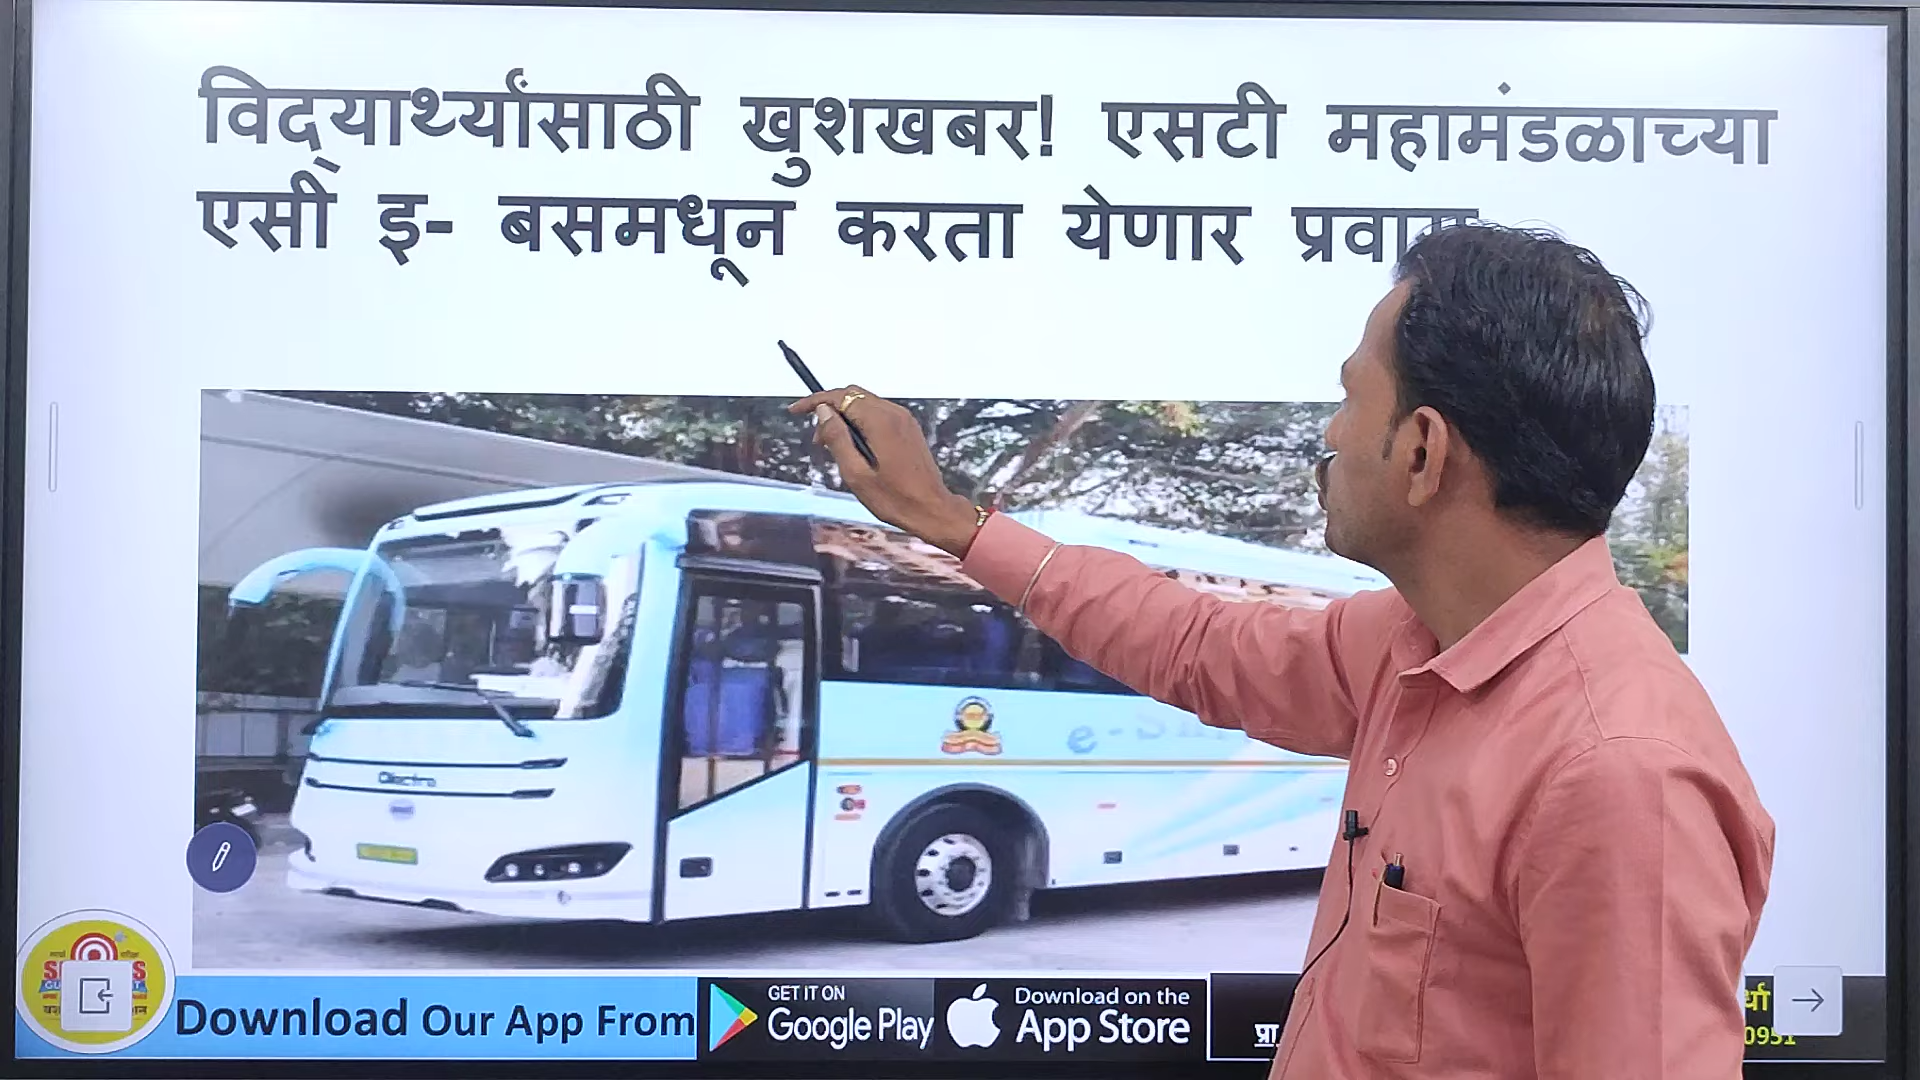 विद्यार्थ्यांसाठी खुशखबर! एसटी महामंडळाच्या
एसी इ- बसमधून करता येणार
Olectra
Download Our App From
GET IT ON
Google Play
Download on the
App Store
प्रा
0951